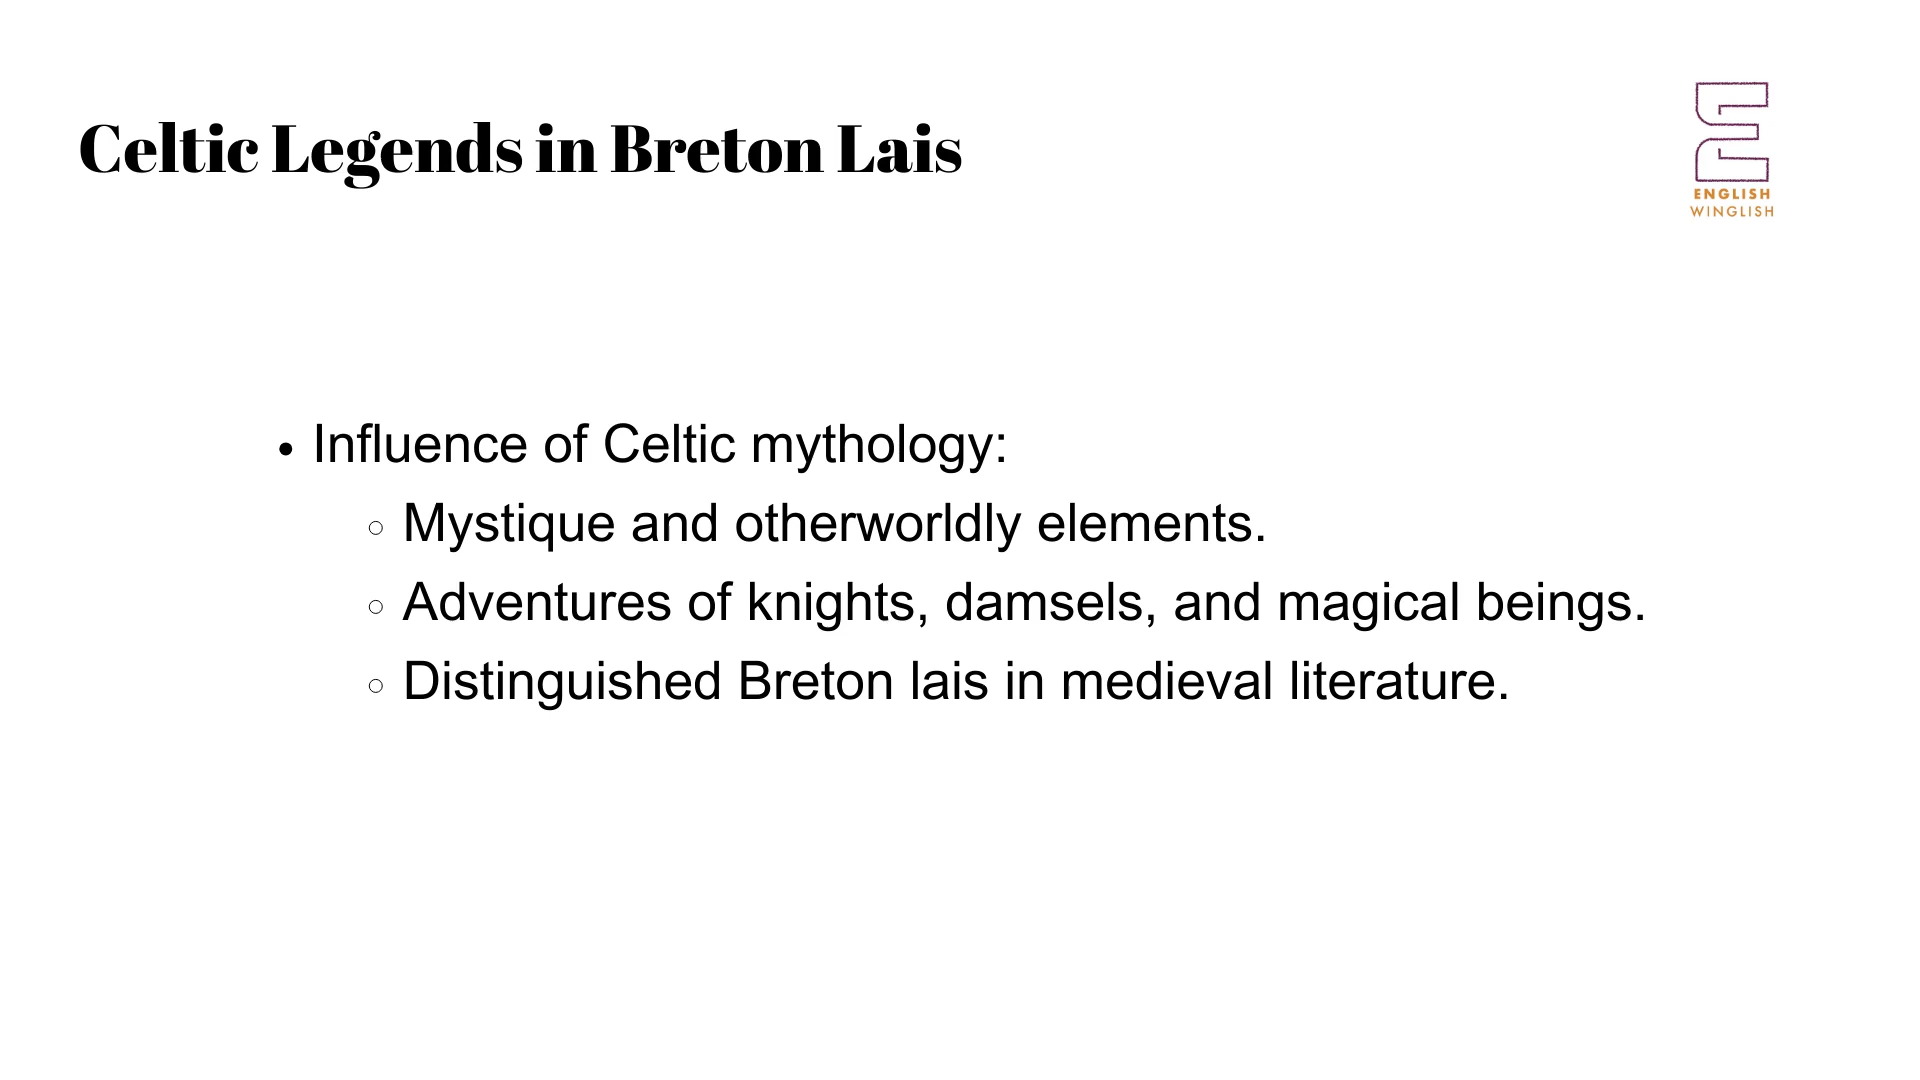 Celtic Legends in Breton Lais
ENGLISH
WINGLISH
• Influence of Celtic mythology:
○ Mystique and otherworldly elements.
○ Adventures of knights, damsels, and magical beings.
○ Distinguished Breton lais in medieval literature.